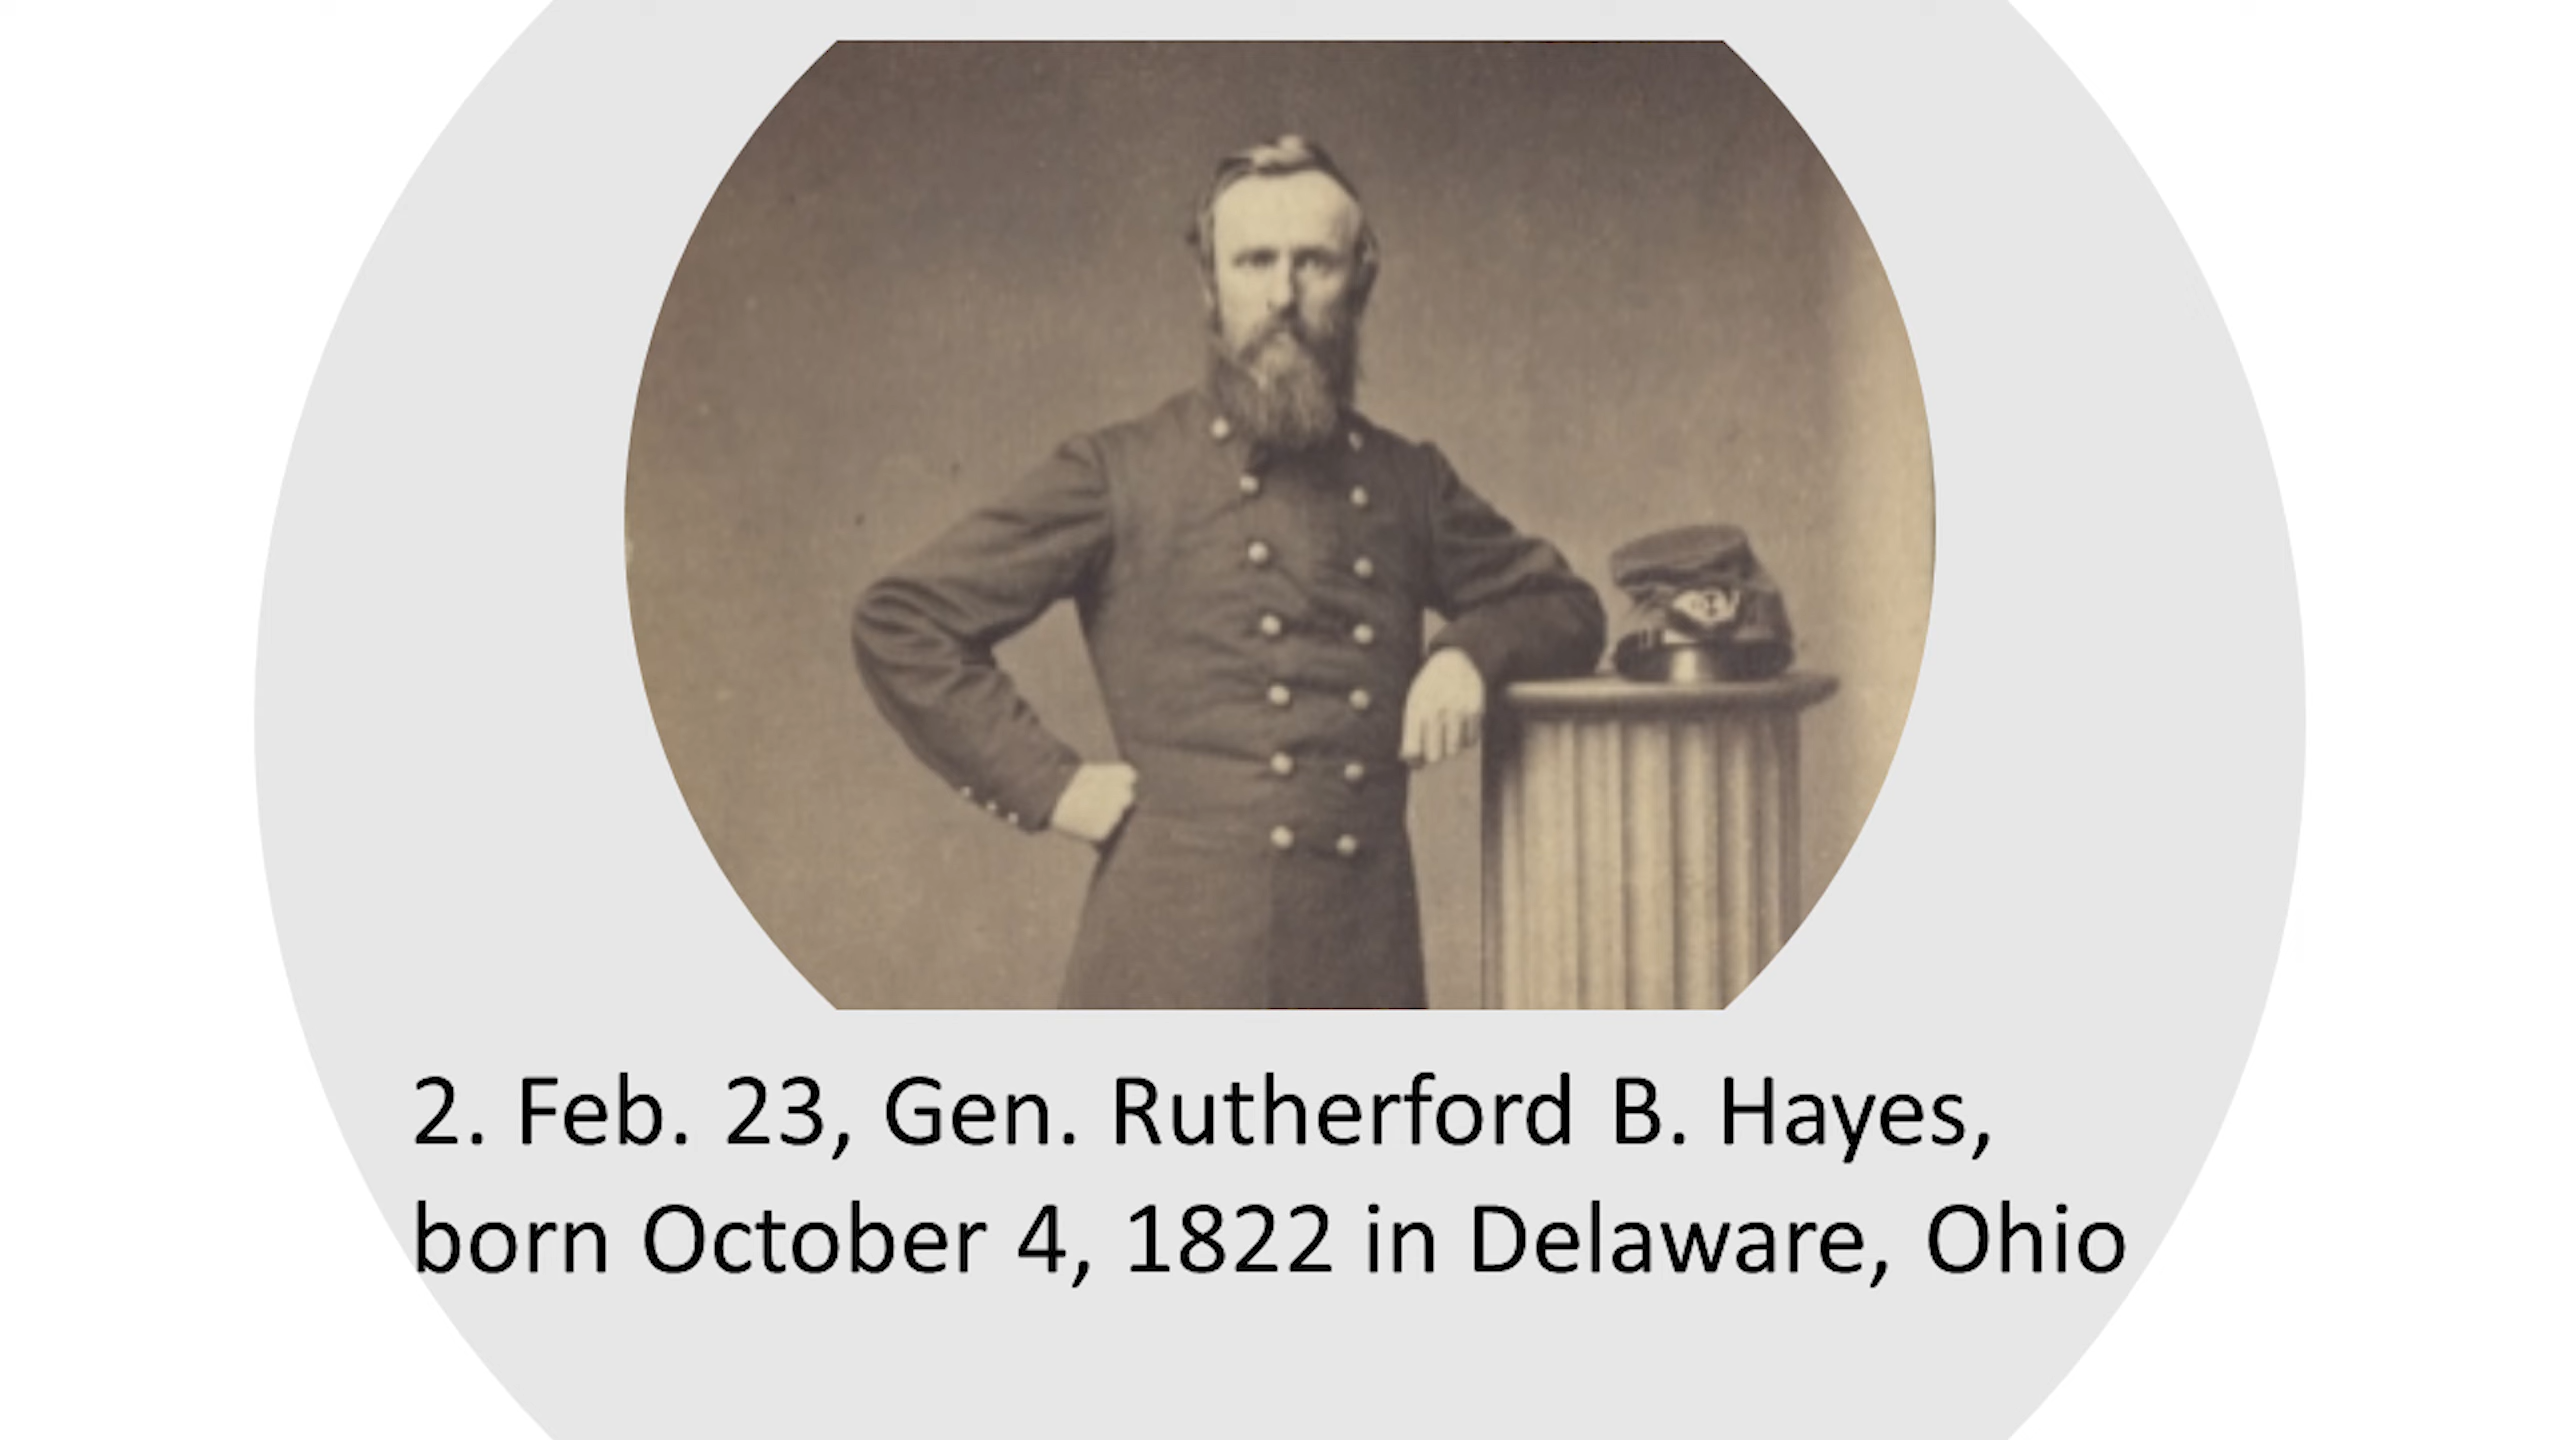 2. Feb. 23, Gen. Rutherford B. Hayes,
born October 4, 1822 in Delaware, Ohio